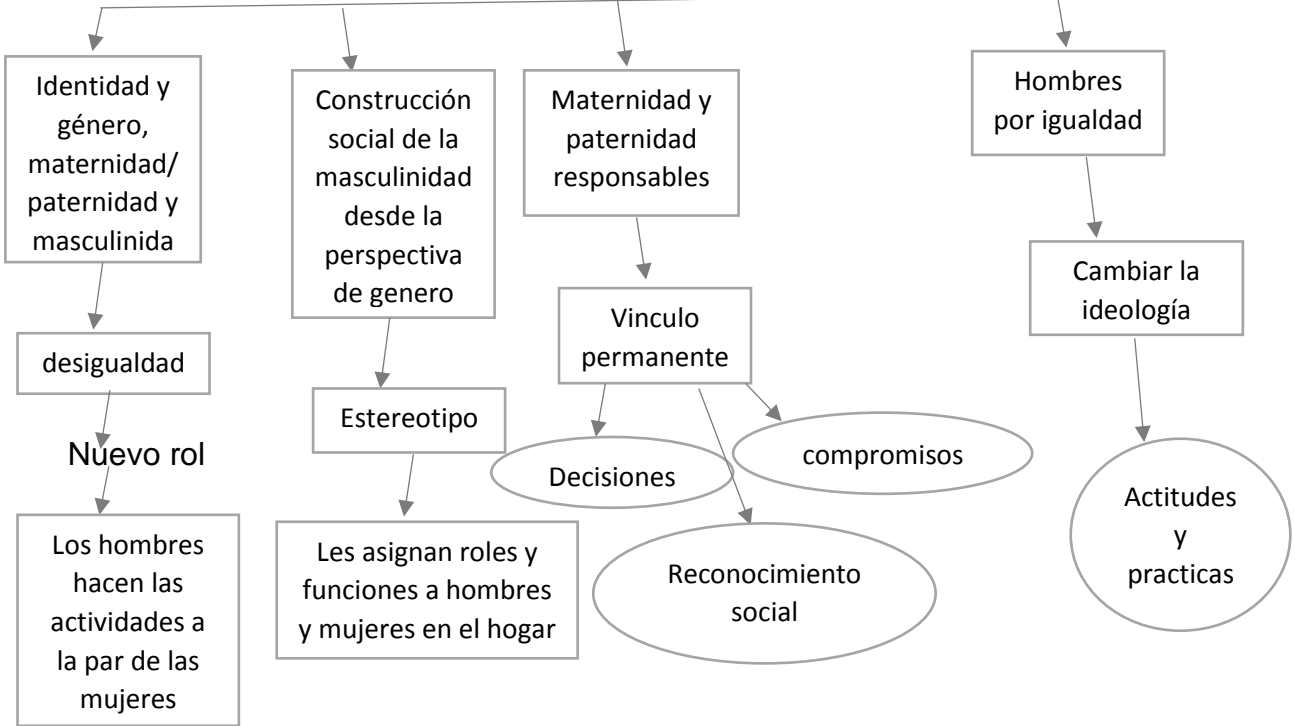 Identidad y
género,
maternidad/
paternidad y
masculinida
desigualdad
Nuevo rol
Los hombres
hacen las
actividades a
la par de las
mujeres
Construcción
social de la
masculinidad
desde la
perspectiva
de genero
Estereotipo
Les asignan roles y
funciones a hombres
y mujeres en el hogar
Maternidad y
paternidad
responsables
Vinculo
permanente
Decisiones
compromisos
Reconocimiento
social
Hombres
por igualdad
Cambiar la
ideología
Actitudes
y
practicas